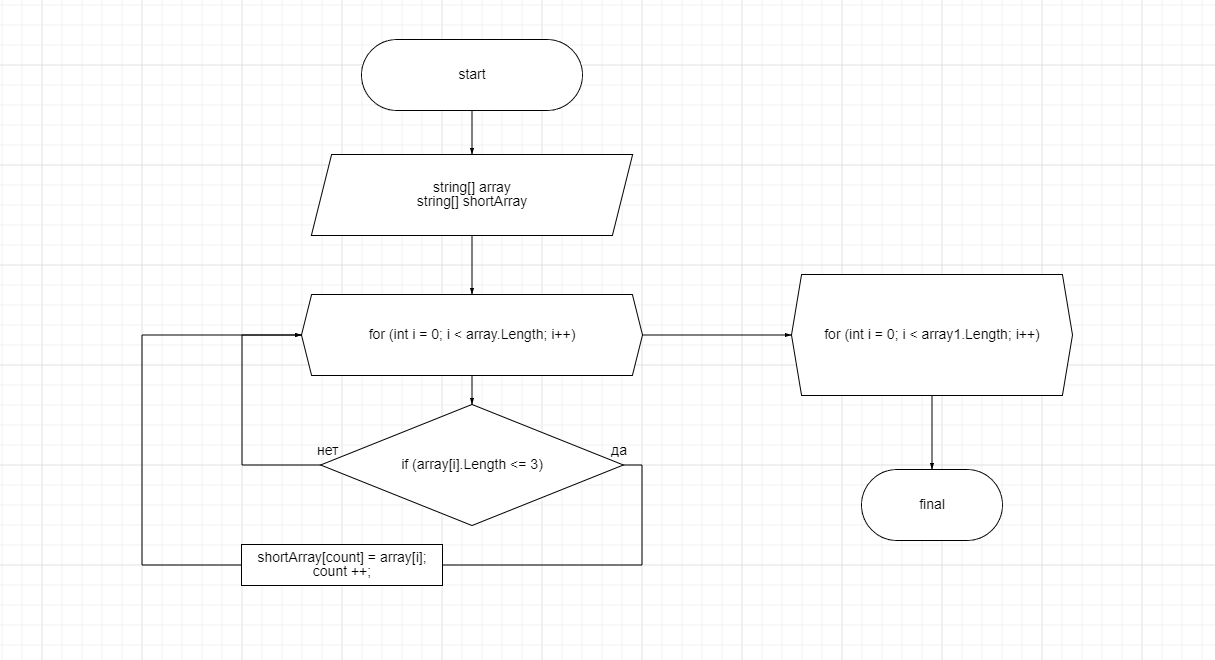 start
string[] array
string[] shortArray
for (int i = 0; i < array.Length; i++)
for (int i = 0; i < array1.Length; i++)
нет
да
if (array[i].Length <= 3)
final
shortArray[count] = array[i];
count ++;